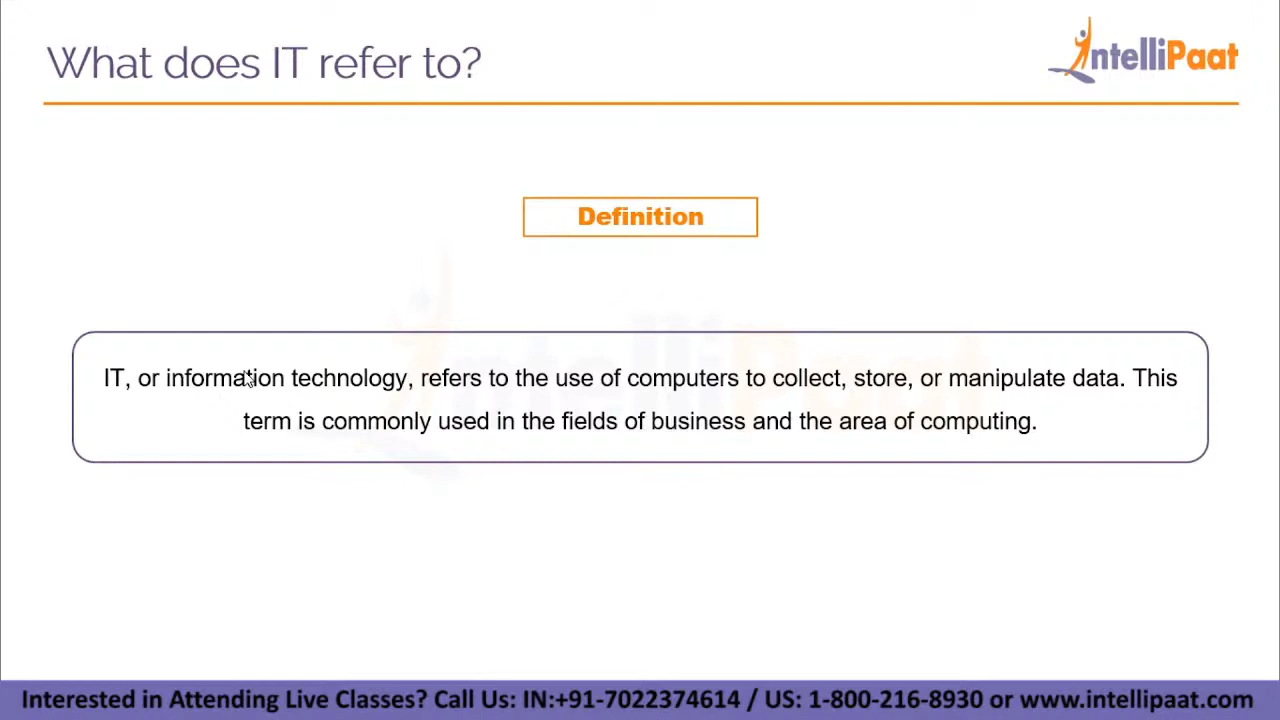 What does IT refer to?
IntelliPaat
Definition
IT, or information technology, refers to the use of computers to collect, store, or manipulate data. This
term is commonly used in the fields of business and the area of computing.
Interested in Attending Live Classes? Call Us: IN:+91-7022374614 / US: 1-800-216-8930 or www.intellipaat.com